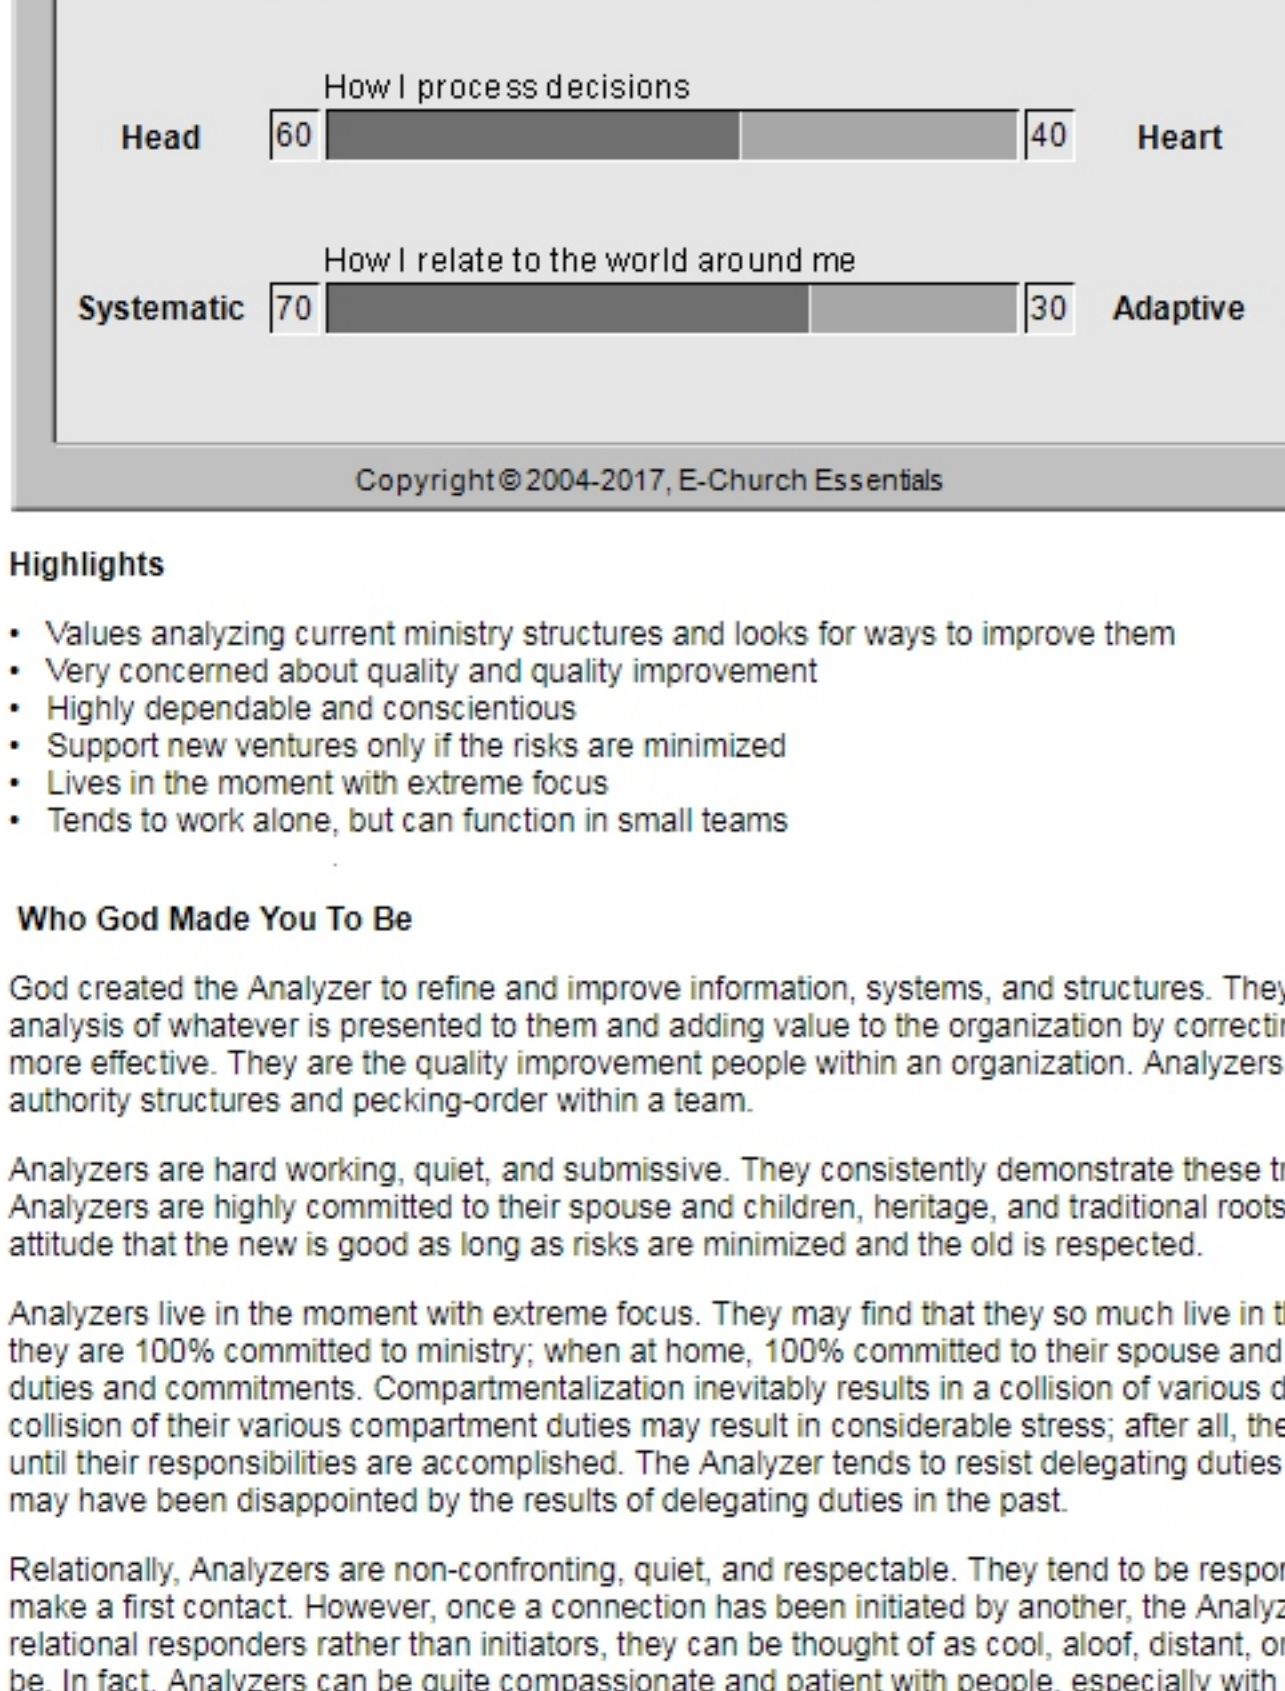 How I process decisions
Head 60 40 Heart
How I relate to the world around me
Systematic 70 30 Adaptive
Copyright © 2004-2017, E-Church Essentials
Highlights
• Values analyzing current ministry structures and looks for ways to improve them
• Very concerned about quality and quality improvement
• Highly dependable and conscientious
• Support new ventures only if the risks are minimized
• Lives in the moment with extreme focus
• Tends to work alone, but can function in small teams
Who God Made You To Be
God created the Analyzer to refine and improve information, systems, and structures. They
analysis of whatever is presented to them and adding value to the organization by
more effective. They are the quality improvement people within an organization. Analyzers
authority structures and pecking-order within a team.
Analyzers are hard working, quiet, and submissive. They consistently demonstrate these
Analyzers are highly committed to their spouse and children, heritage, and traditional roots
attitude that the new is good as long as risks are minimized and the old is respected.
Analyzers live in the moment with extreme focus. They may find that they so much live in
they are 100% committed to ministry; when at home, 100% committed to their spouse and
duties and commitments. Compartmentalization inevitably results in a collision of various
collision of their various compartment duties may result in considerable stress; after all,
until their responsibilities are accomplished. The Analyzer tends to resist delegating duties
may have been disappointed by the results of delegating duties in the past.
Relationally, Analyzers are non-confronting, quiet, and respectable. They tend to be
make a first contact. However, once a connection has been initiated by another, the
relational responders rather than initiators, they can be thought of as cool, aloof, distant,
be. In fact, Analyzers can be quite compassionate and patient with people, especially with